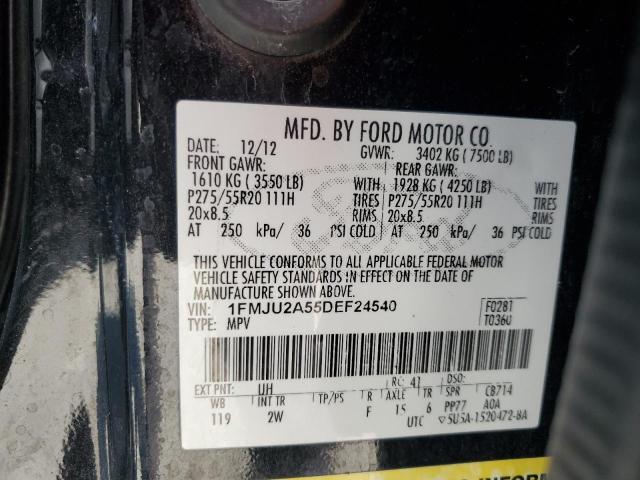 MFD. BY FORD MOTOR CO.
DATE: 12/12 GVWR: 3402 KG ( 7500 LB)
FRONT GAWR: REAR GAWR:
1610 KG ( 3550 LB) WITH 1928 KG ( 4250 LB) WITH
P275/55R20 111H TIRES P275/55R20 111H TIRES
20x8.5 RIMS 20x8.5 RIMS
AT 250 kPa/ 36 PSI COLD AT 250 kPa/ 36 PSI COLD
THIS VEHICLE CONFORMS TO ALL APPLICABLE FEDERAL MOTOR
VEHICLE SAFETY STANDARDS IN EFFECT ON THE DATE OF
MANUFACTURE SHOWN ABOVE.
VIN: 1FMJU2A55DEF24540 F0281
TYPE: MPV T0360
EXT PNT: UH RC: 41 DSO:
WB INT TR TP/PS R AXLE TR SPR CB714
119 2W F 15 6 PP77 A0A
UTC ▽5U5A-1520472-BA
INFORM